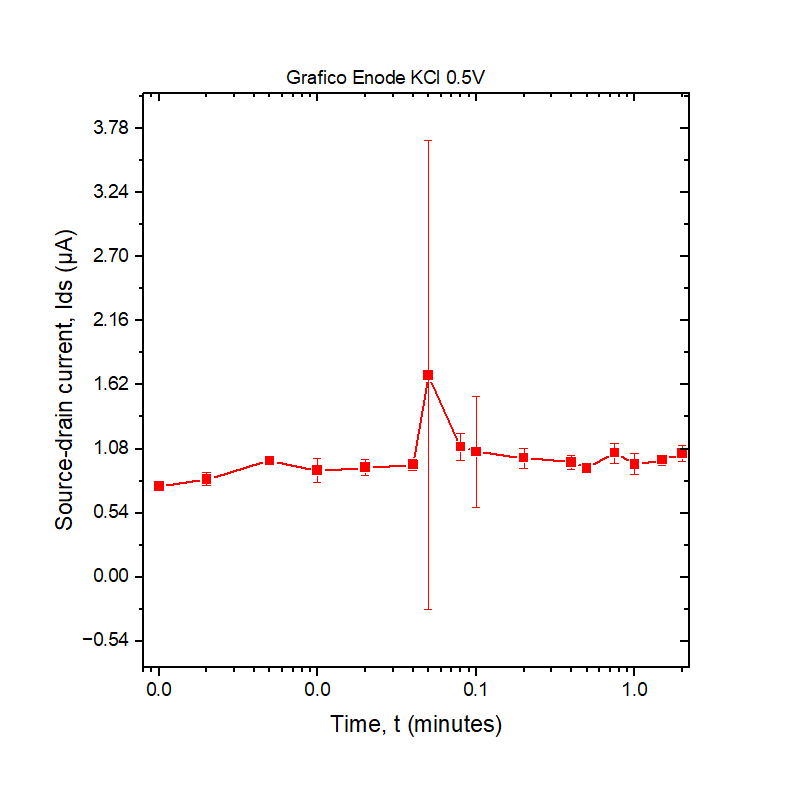 Grafico Enode KCl 0.5V
3.78
3.24
2.70
2.16
1.62
1.08
0.54
0.00
−0.54
Source-drain current, Ids (µA)
0.0 0.0 0.1 1.0
Time, t (minutes)